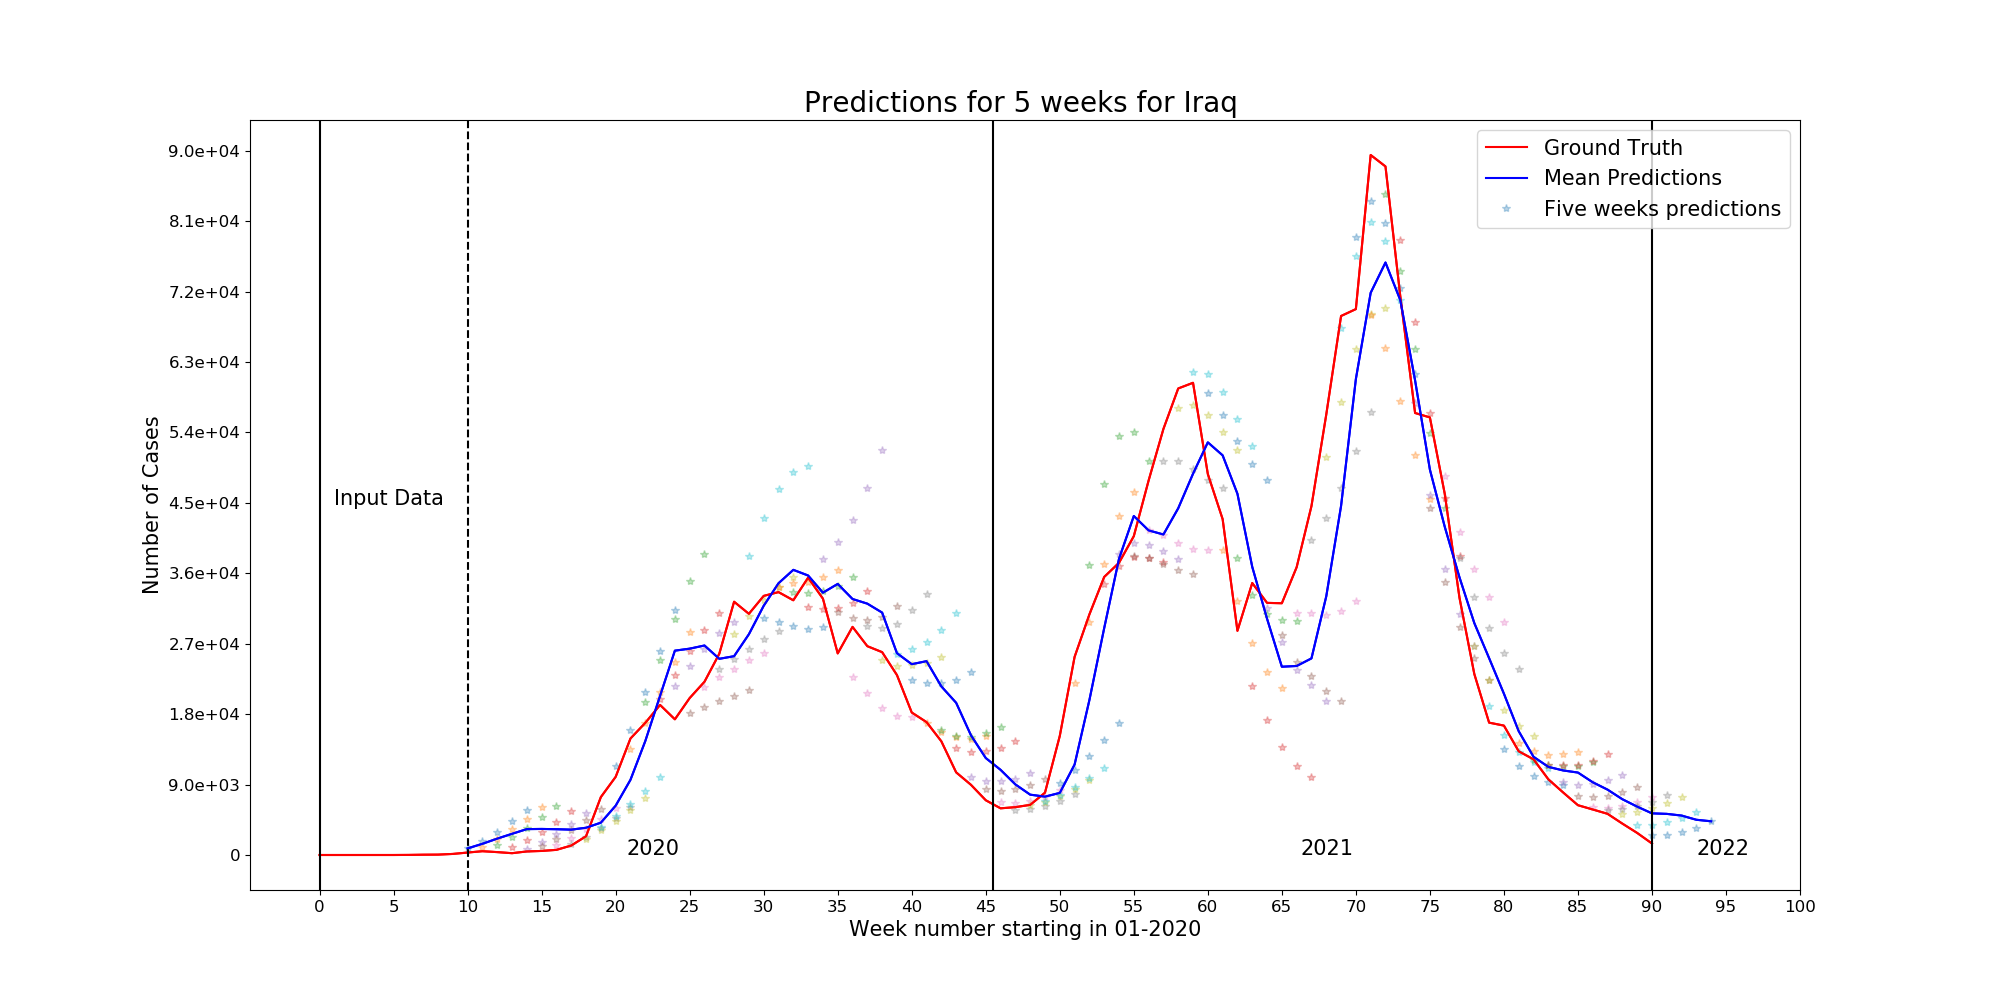 Predictions for 5 weeks for Iraq
Ground Truth
Mean Predictions
Five weeks predictions
Number of Cases
9.0e+04
8.1e+04
7.2e+04
6.3e+04
5.4e+04
4.5e+04
3.6e+04
2.7e+04
1.8e+04
9.0e+03
0
Input Data
2020
2021
2022
0 5 10 15 20 25 30 35 40 45 50 55 60 65 70 75 80 85 90 95 100
Week number starting in 01-2020